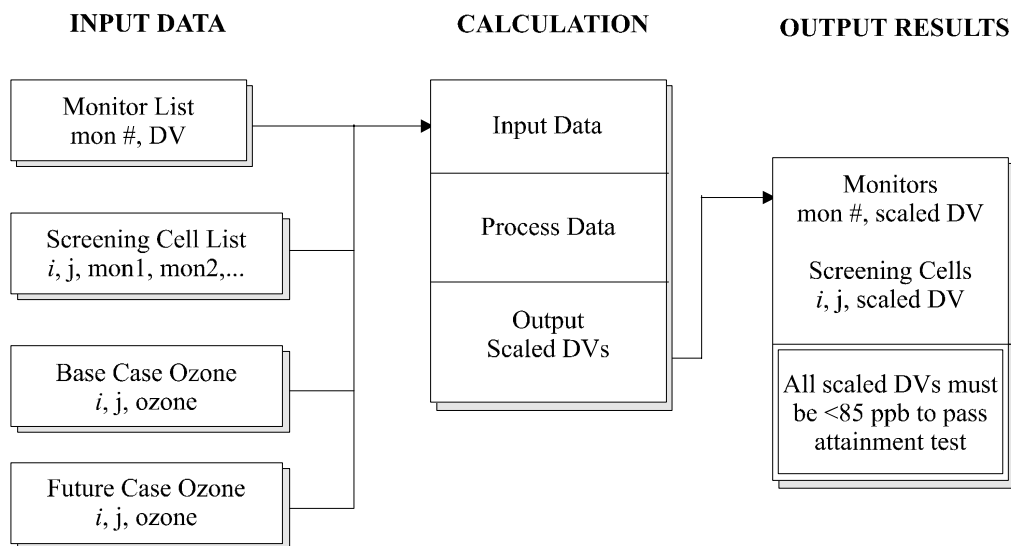 INPUT DATA
CALCULATION
OUTPUT RESULTS
Monitor List
mon #, DV
Screening Cell List
i, j, mon1, mon2,...
Base Case Ozone
i, j, ozone
Future Case Ozone
i, j, ozone
Input Data
Process Data
Output
Scaled DVs
Monitors
mon #, scaled DV
Screening Cells
i, j, scaled DV
All scaled DVs must
be <85 ppb to pass
attainment test